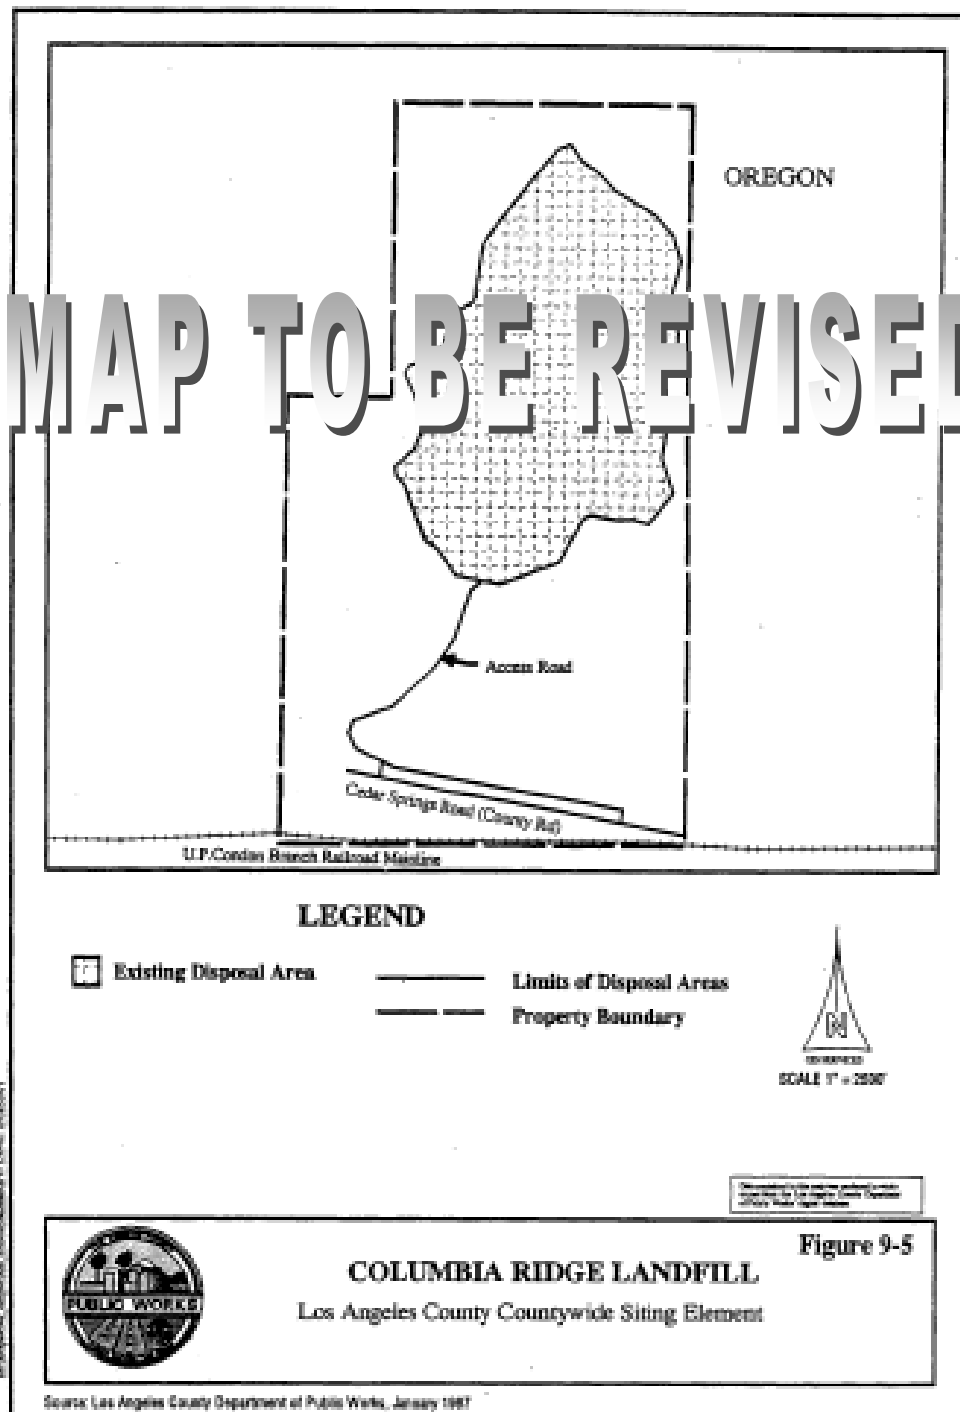 OREGON
MAP TO BE REVISED
Access Road
Cedar Springs Road (County Rd)
U.P.Condon Branch Railroad Mainline
LEGEND
Existing Disposal Area
Limits of Disposal Areas
Property Boundary
N
SCALE 1" = 2500'
Figure 9-5
PUBLIC WORKS
COLUMBIA RIDGE LANDFILL
Los Angeles County Countywide Siting Element
Source: Los Angeles County Department of Public Works, January 1997